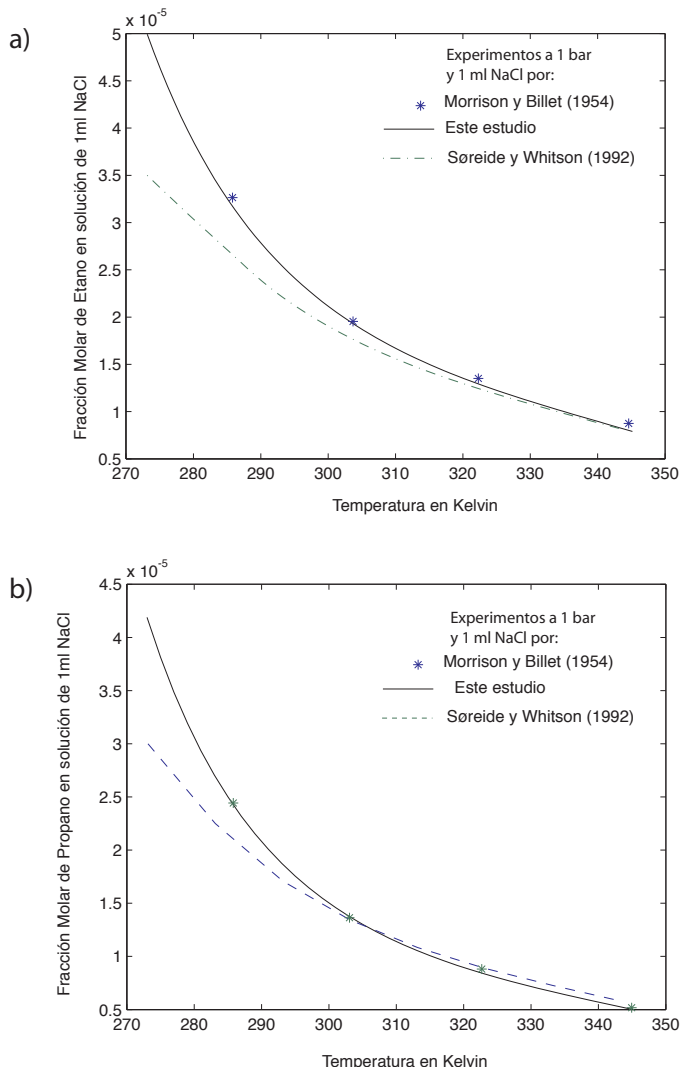 a)
x 10-5
5
4.5
4
3.5
3
2.5
2
1.5
1
0.5
270 280 290 300 310 320 330 340 350
Fracción Molar de Etano en solución de 1ml NaCl
Temperatura en Kelvin
Experimentos a 1 bar
y 1 ml NaCl por:
Morrison y Billet (1954)
Este estudio
Søreide y Whitson (1992)
b)
x 10-5
4.5
4
3.5
3
2.5
2
1.5
1
0.5
270 280 290 300 310 320 330 340 350
Fracción Molar de Propano en solución de 1ml NaCl
Temperatura en Kelvin
Experimentos a 1 bar
y 1 ml NaCl por:
Morrison y Billet (1954)
Este estudio
Søreide y Whitson (1992)